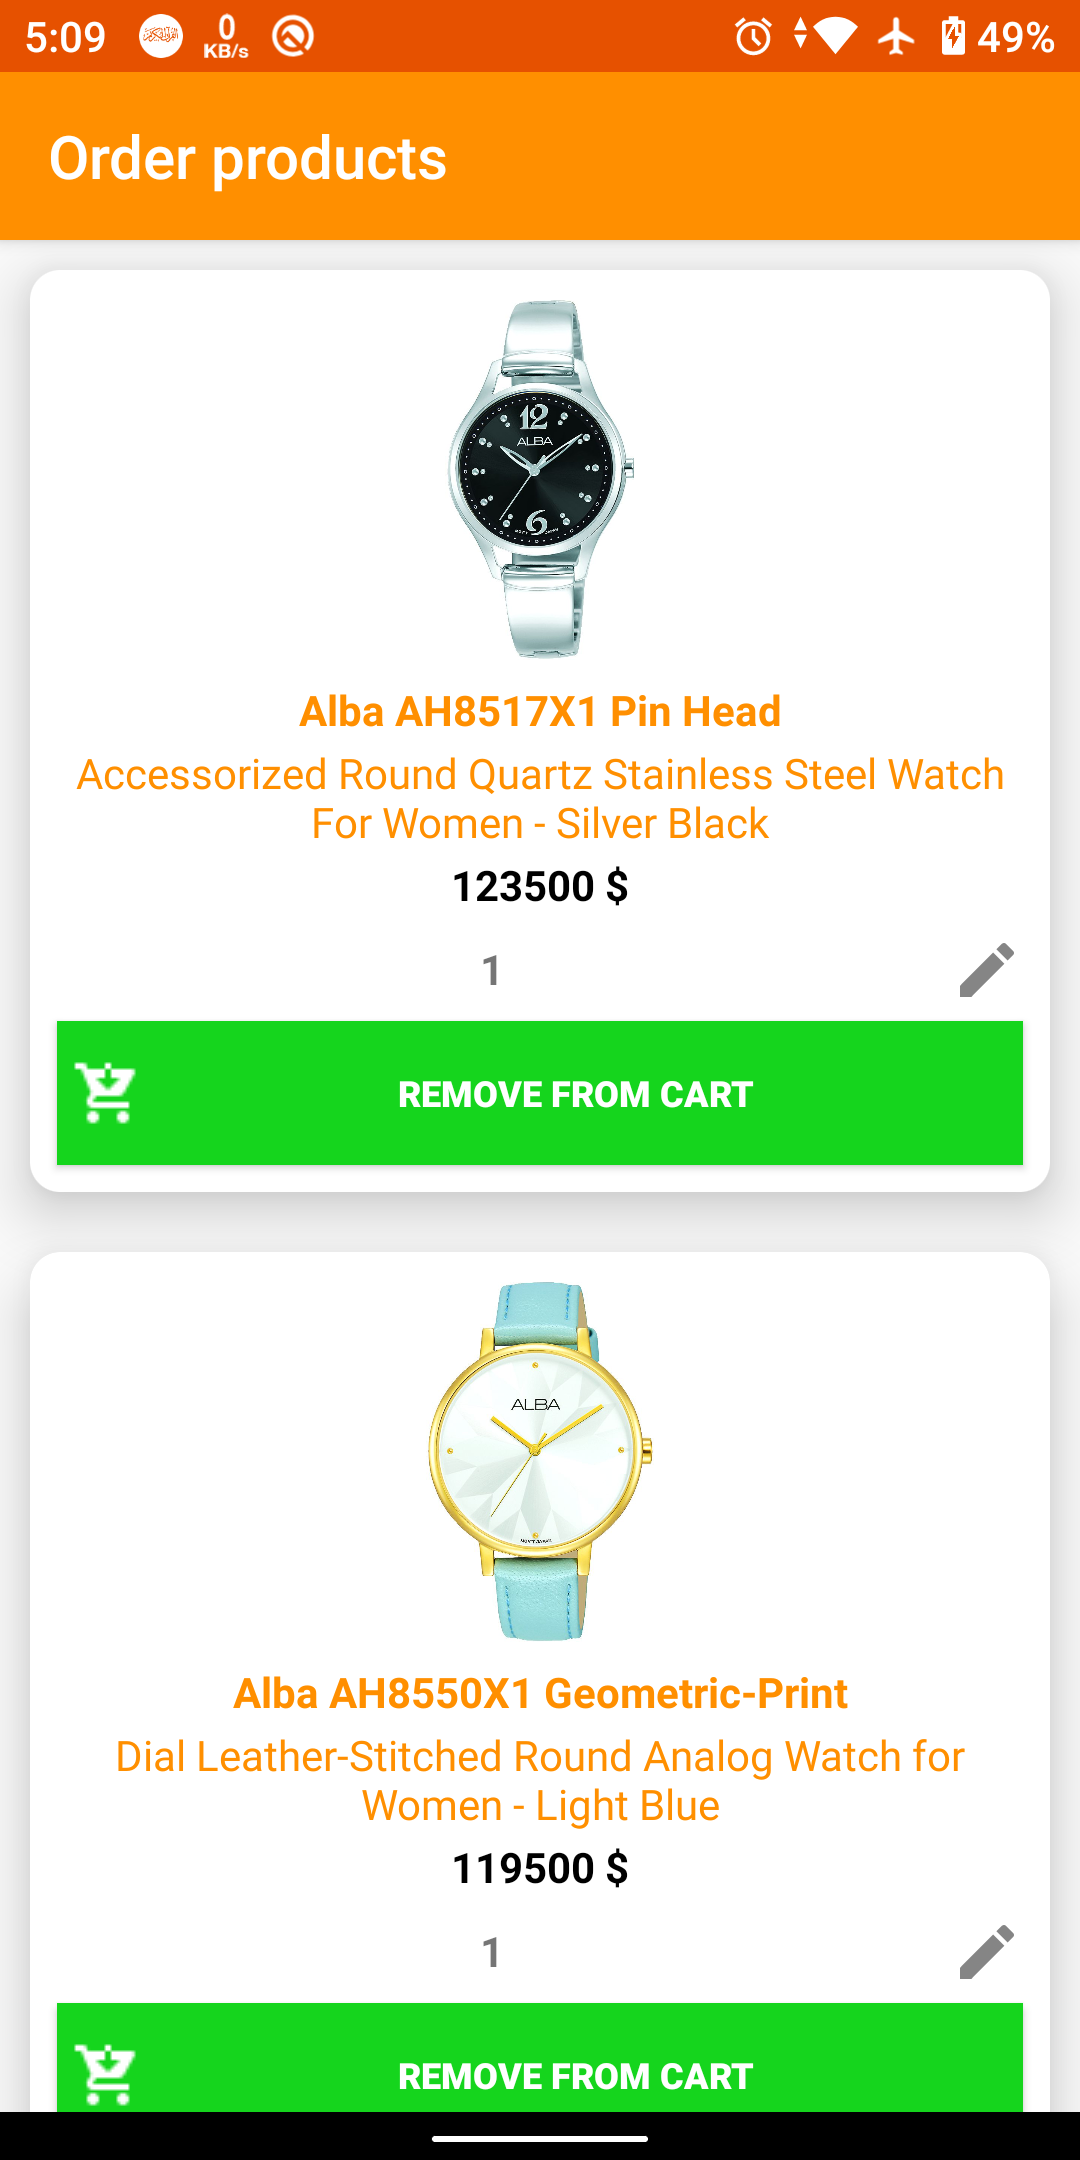 5:09
0
KB/s
49%
Order products
12
ALBA
6
Alba AH8517X1 Pin Head
Accessorized Round Quartz Stainless Steel Watch
For Women - Silver Black
123500 $
1
REMOVE FROM CART
ALBA
Alba AH8550X1 Geometric-Print
Dial Leather-Stitched Round Analog Watch for
Women - Light Blue
119500 $
1
REMOVE FROM CART